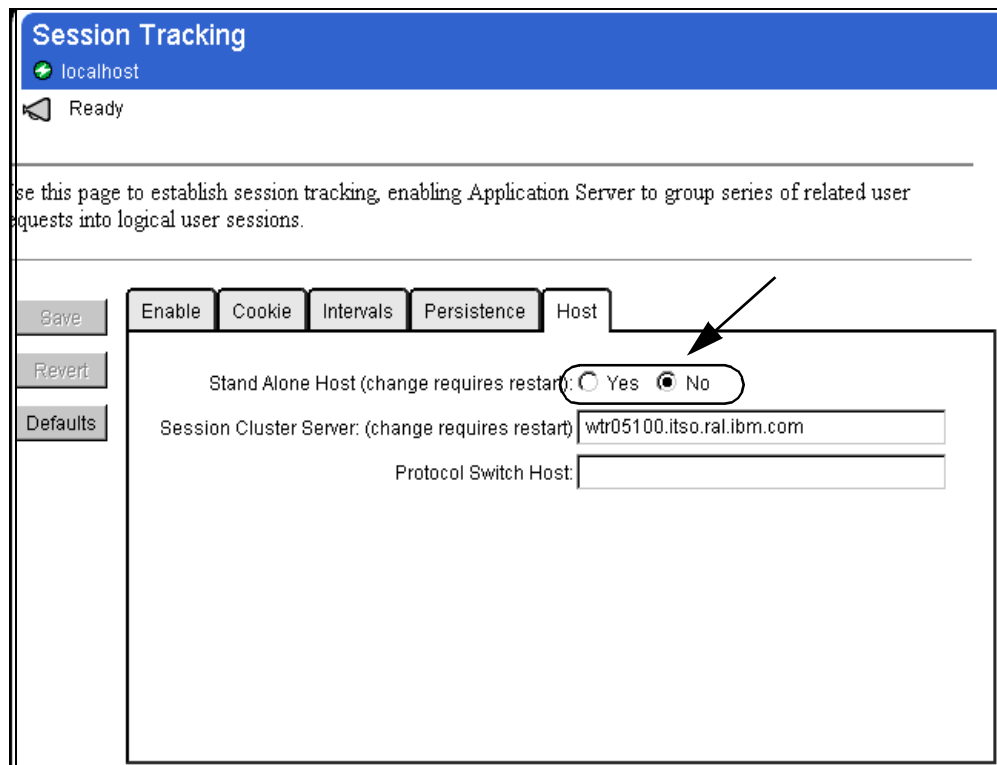 Session Tracking
localhost
Ready
se this page to establish session tracking, enabling Application Server to group series of related user
equests into logical user sessions.
Save
Revert
Defaults
Enable Cookie Intervals Persistence Host
Stand Alone Host (change requires restart): Yes No
Session Cluster Server: (change requires restart) wtr05100.itso.ral.ibm.com
Protocol Switch Host: